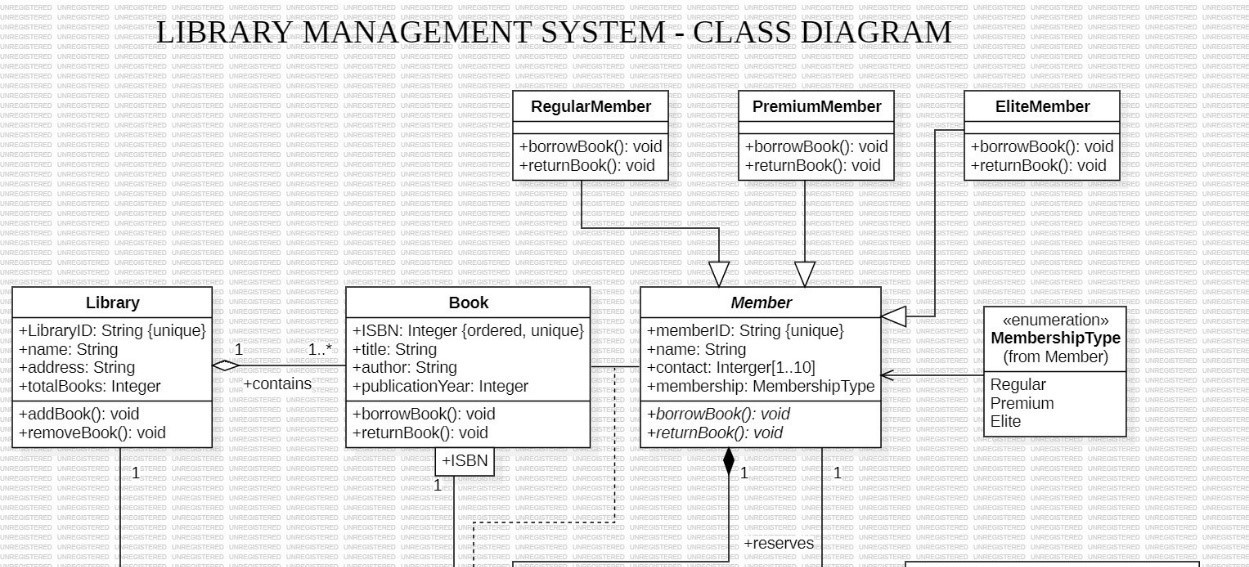 LIBRARY MANAGEMENT SYSTEM - CLASS DIAGRAM
RegularMember
+borrowBook(): void
+returnBook(): void
PremiumMember
+borrowBook(): void
+returnBook(): void
EliteMember
+borrowBook(): void
+returnBook(): void
Library
+LibraryID: String {unique}
+name: String
+address: String
+totalBooks: Integer
+addBook(): void
+removeBook(): void
1
1..*
+contains
Book
+ISBN: Integer {ordered, unique}
+title: String
+author: String
+publicationYear: Integer
+borrowBook(): void
+returnBook(): void
Member
+memberID: String {unique}
+name: String
+contact: Interger[1..10]
+membership: MembershipType
+borrowBook(): void
+returnBook(): void
«enumeration»
MembershipType
(from Member)
Regular
Premium
Elite
1
+ISBN
1
1
1
+reserves
UNREGISTERED